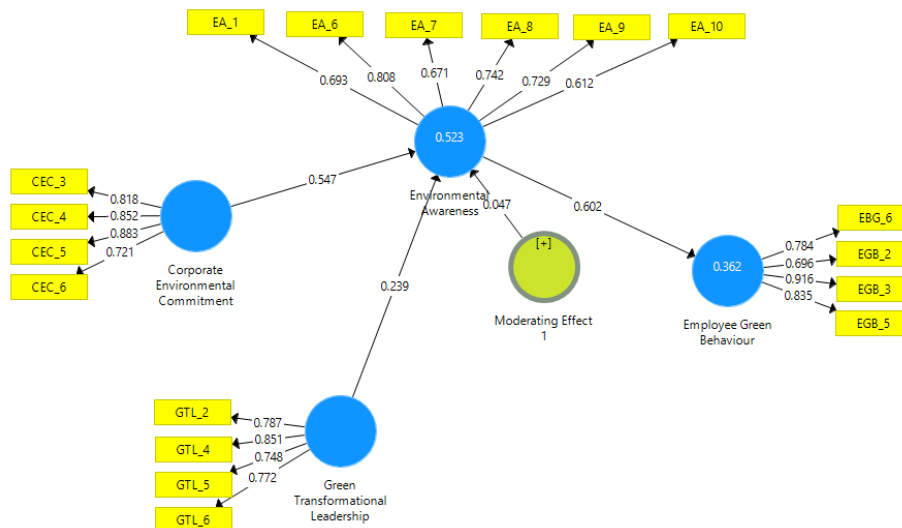 EA_1
EA_6
EA_7
EA_8
EA_9
EA_10
0.693
0.808
0.671
0.742
0.729
0.612
0.523
Environmental
Awareness
CEC_3
CEC_4
CEC_5
CEC_6
0.818
0.852
0.883
0.721
Corporate
Environmental
Commitment
0.547
0.047
0.602
0.239
[+]
Moderating Effect
1
EBG_6
EGB_2
EGB_3
EGB_5
0.784
0.696
0.916
0.835
0.362
Employee Green
Behaviour
GTL_2
GTL_4
GTL_5
GTL_6
0.787
0.851
0.748
0.772
Green
Transformational
Leadership